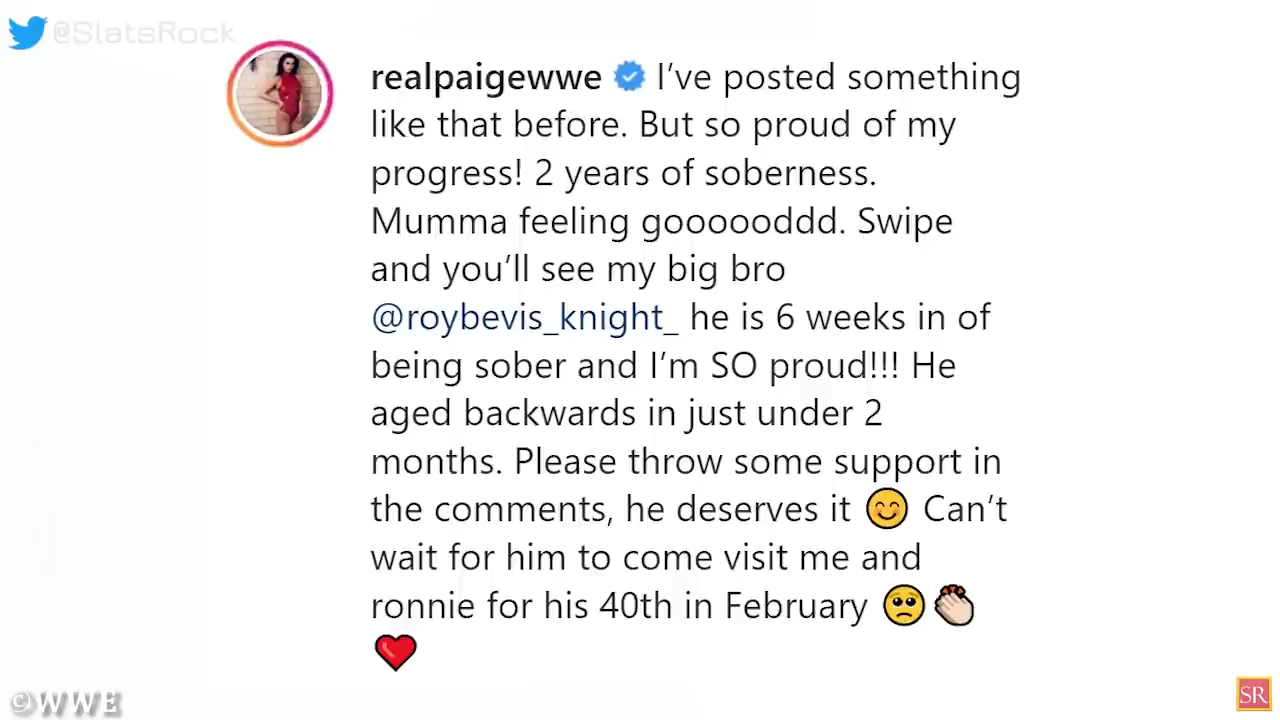 @SlatsRock
realpaigewwe I’ve posted something
like that before. But so proud of my
progress! 2 years of soberness.
Mumma feeling goooooddd. Swipe
and you’ll see my big bro
@roybevis_knight_ he is 6 weeks in of
being sober and I’m SO proud!!! He
aged backwards in just under 2
months. Please throw some support in
the comments, he deserves it 😊 Can’t
wait for him to come visit me and
ronnie for his 40th in February 🥺👏🏻
❤️
©WWE
SR